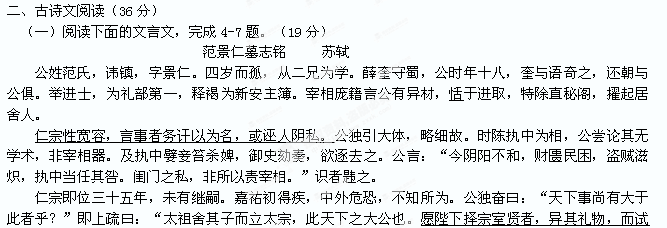 二、古诗文阅读（36分）
（一）阅读下面的文言文，完成4-7题。（19分）
范景仁墓志铭　　苏轼
公姓范氏，讳镇，字景仁。四岁而孤，从二兄为学。薛奎守蜀，公时年十八，奎与语奇之，还朝与
公俱。举进士，为礼部第一，释褐为新安主簿。宰相庞籍言公有异材，恬于进取，特除直秘阁，擢起居
舍人。
仁宗性宽容，言事者务讦以为名，或诬人阴私。公独引大体，略细故。时陈执中为相，公尝论其无
学术，非宰相器。及执中嬖妾笞杀婢，御史劾奏，欲逐去之。公言：“今阴阳不和，财匮民困，盗贼滋
炽，执中当任其咎。闺门之私，非所以责宰相。”识者韪之。
仁宗即位三十五年，未有继嗣。嘉祐初得疾，中外危恐，不知所为。公独奋曰：“天下事尚有大于
此者乎？”即上疏曰：“太祖舍其子而立太宗，此天下之大公也。愿陛下择宗室贤者，异其礼物，而试